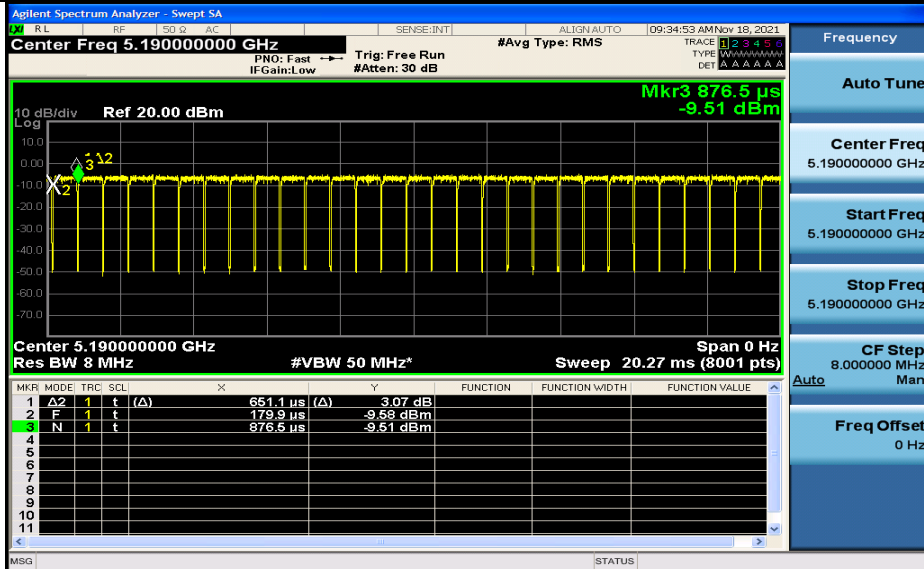 Agilent Spectrum Analyzer - Swept SA
LXI RL RF 50 Ω AC SENSE:INT ALIGN AUTO 09:34:53 AM Nov 18, 2021
Center Freq 5.190000000 GHz
PNO: Fast
IFGain:Low
Trig: Free Run
#Atten: 30 dB
#Avg Type: RMS
TRACE 1 2 3 4 5 6
TYPE
DET A A A A A A
Mkr3 876.5 µs
-9.51 dBm
10 dB/div Ref 20.00 dBm
Log
10.0
0.00
-10.0
-20.0
-30.0
-40.0
-50.0
-60.0
-70.0
3
Δ2
2
Center 5.190000000 GHz Span 0 Hz
Res BW 8 MHz #VBW 50 MHz* Sweep 20.27 ms (8001 pts)
MKR MODE TRC SCL X Y FUNCTION FUNCTION WIDTH FUNCTION VALUE
1 Δ2 1 t (Δ) 651.1 µs (Δ) 3.07 dB
2 F 1 t 179.9 µs -9.58 dBm
3 N 1 t 876.5 µs -9.51 dBm
4
5
6
7
8
9
10
11
MSG STATUS
Frequency
Auto Tune
Center Freq
5.190000000 GHz
Start Freq
5.190000000 GHz
Stop Freq
5.190000000 GHz
CF Step
8.000000 MHz
Auto Man
Freq Offset
0 Hz